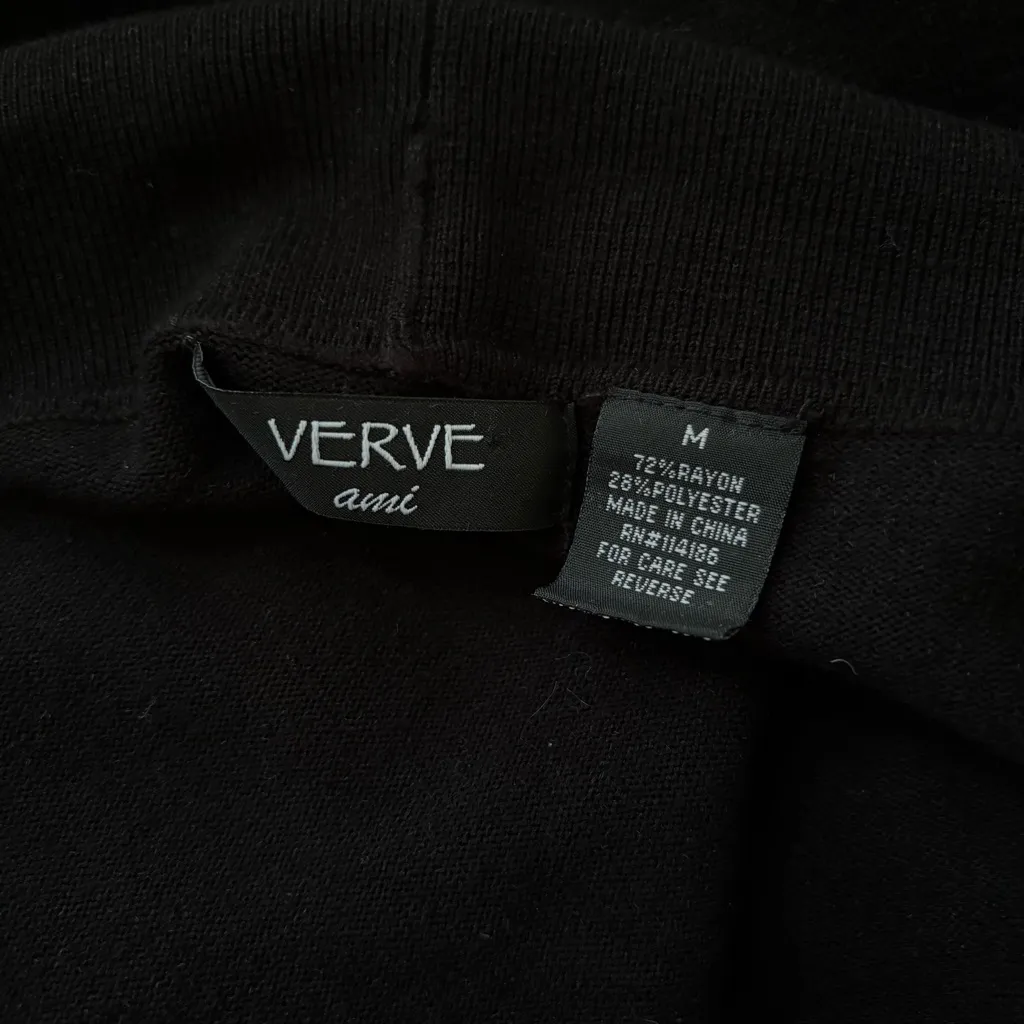 VERVE
ami
M
72%RAYON
28%POLYESTER
MADE IN CHINA
RN#114186
FOR CARE SEE
REVERSE